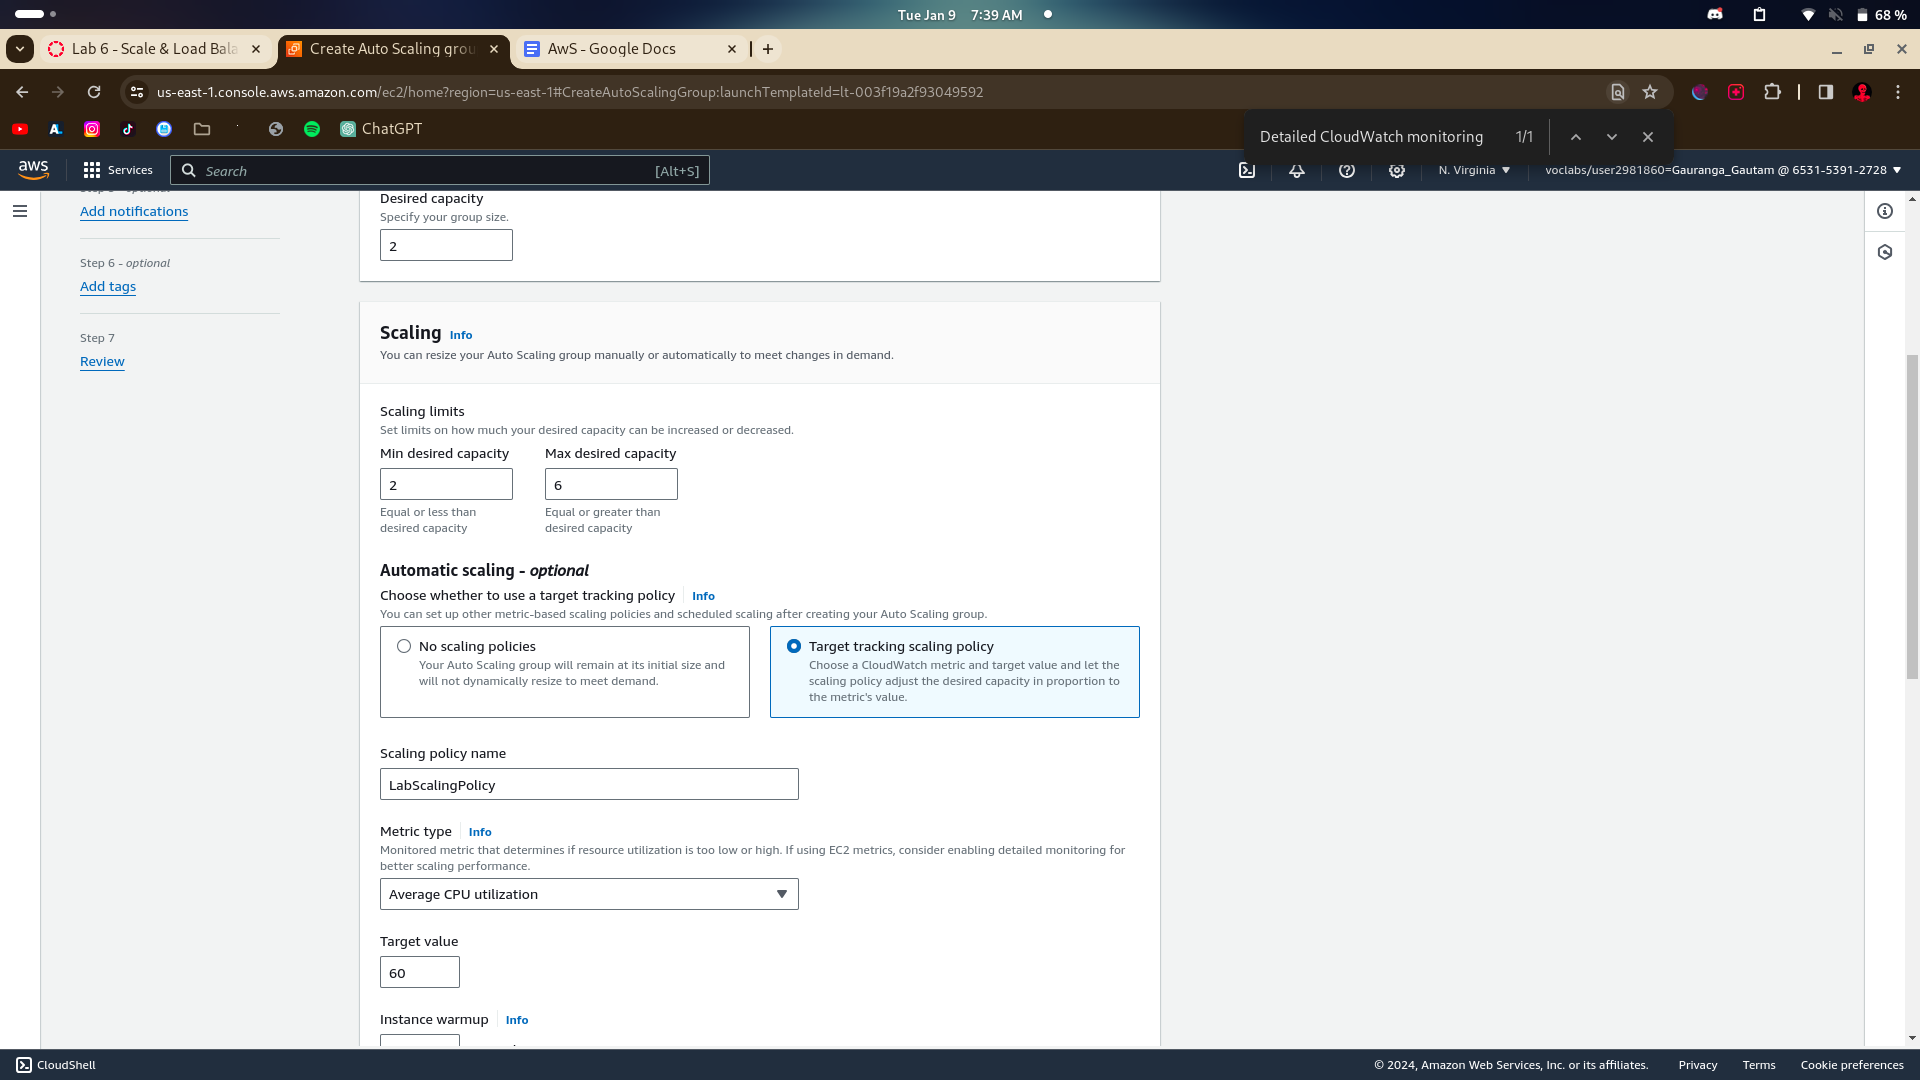 Tue Jan 9 7:39 AM
68 %
Lab 6 - Scale & Load Bala
Create Auto Scaling grou
AwS - Google Docs
us-east-1.console.aws.amazon.com/ec2/home?region=us-east-1#CreateAutoScalingGroup:launchTemplateId=lt-003f19a2f93049592
ChatGPT
Detailed CloudWatch monitoring 1/1
aws
Services
Search [Alt+S]
N. Virginia
voclabs/user2981860=Gauranga_Gautam @ 6531-5391-2728
Add notifications
Step 6 - optional
Add tags
Step 7
Review
Desired capacity
Specify your group size.
2
Scaling Info
You can resize your Auto Scaling group manually or automatically to meet changes in demand.
Scaling limits
Set limits on how much your desired capacity can be increased or decreased.
Min desired capacity Max desired capacity
2 6
Equal or less than Equal or greater than
desired capacity desired capacity
Automatic scaling - optional
Choose whether to use a target tracking policy Info
You can set up other metric-based scaling policies and scheduled scaling after creating your Auto Scaling group.
No scaling policies
Your Auto Scaling group will remain at its initial size and
will not dynamically resize to meet demand.
Target tracking scaling policy
Choose a CloudWatch metric and target value and let the
scaling policy adjust the desired capacity in proportion to
the metric's value.
Scaling policy name
LabScalingPolicy
Metric type Info
Monitored metric that determines if resource utilization is too low or high. If using EC2 metrics, consider enabling detailed monitoring for
better scaling performance.
Average CPU utilization
Target value
60
Instance warmup Info
CloudShell
© 2024, Amazon Web Services, Inc. or its affiliates. Privacy Terms Cookie preferences